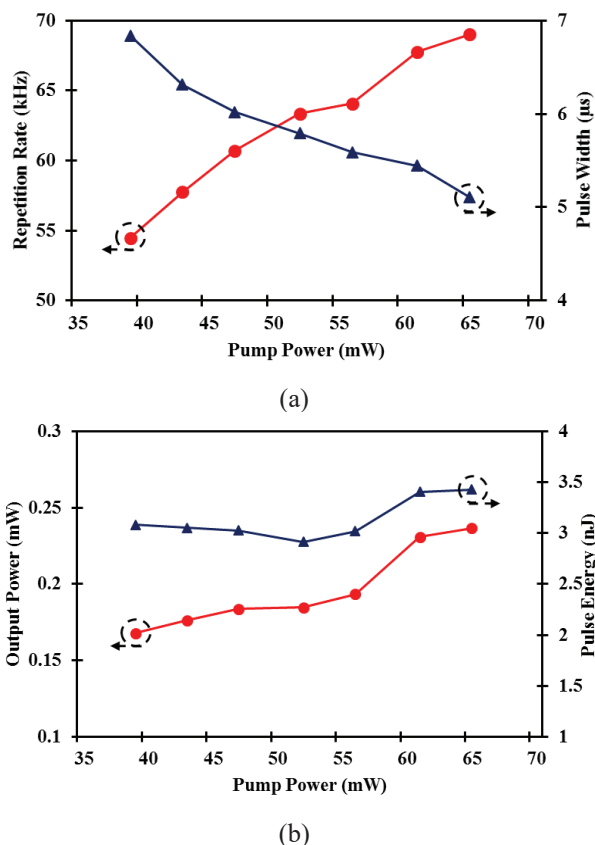 70
65
60
55
50
Repetition Rate (kHz)
7
6
5
4
Pulse Width (µs)
35 40 45 50 55 60 65 70
Pump Power (mW)
(a)
0.3
0.25
0.2
0.15
0.1
Output Power (mW)
4
3.5
3
2.5
2
1.5
1
Pulse Energy (nJ)
35 40 45 50 55 60 65 70
Pump Power (mW)
(b)